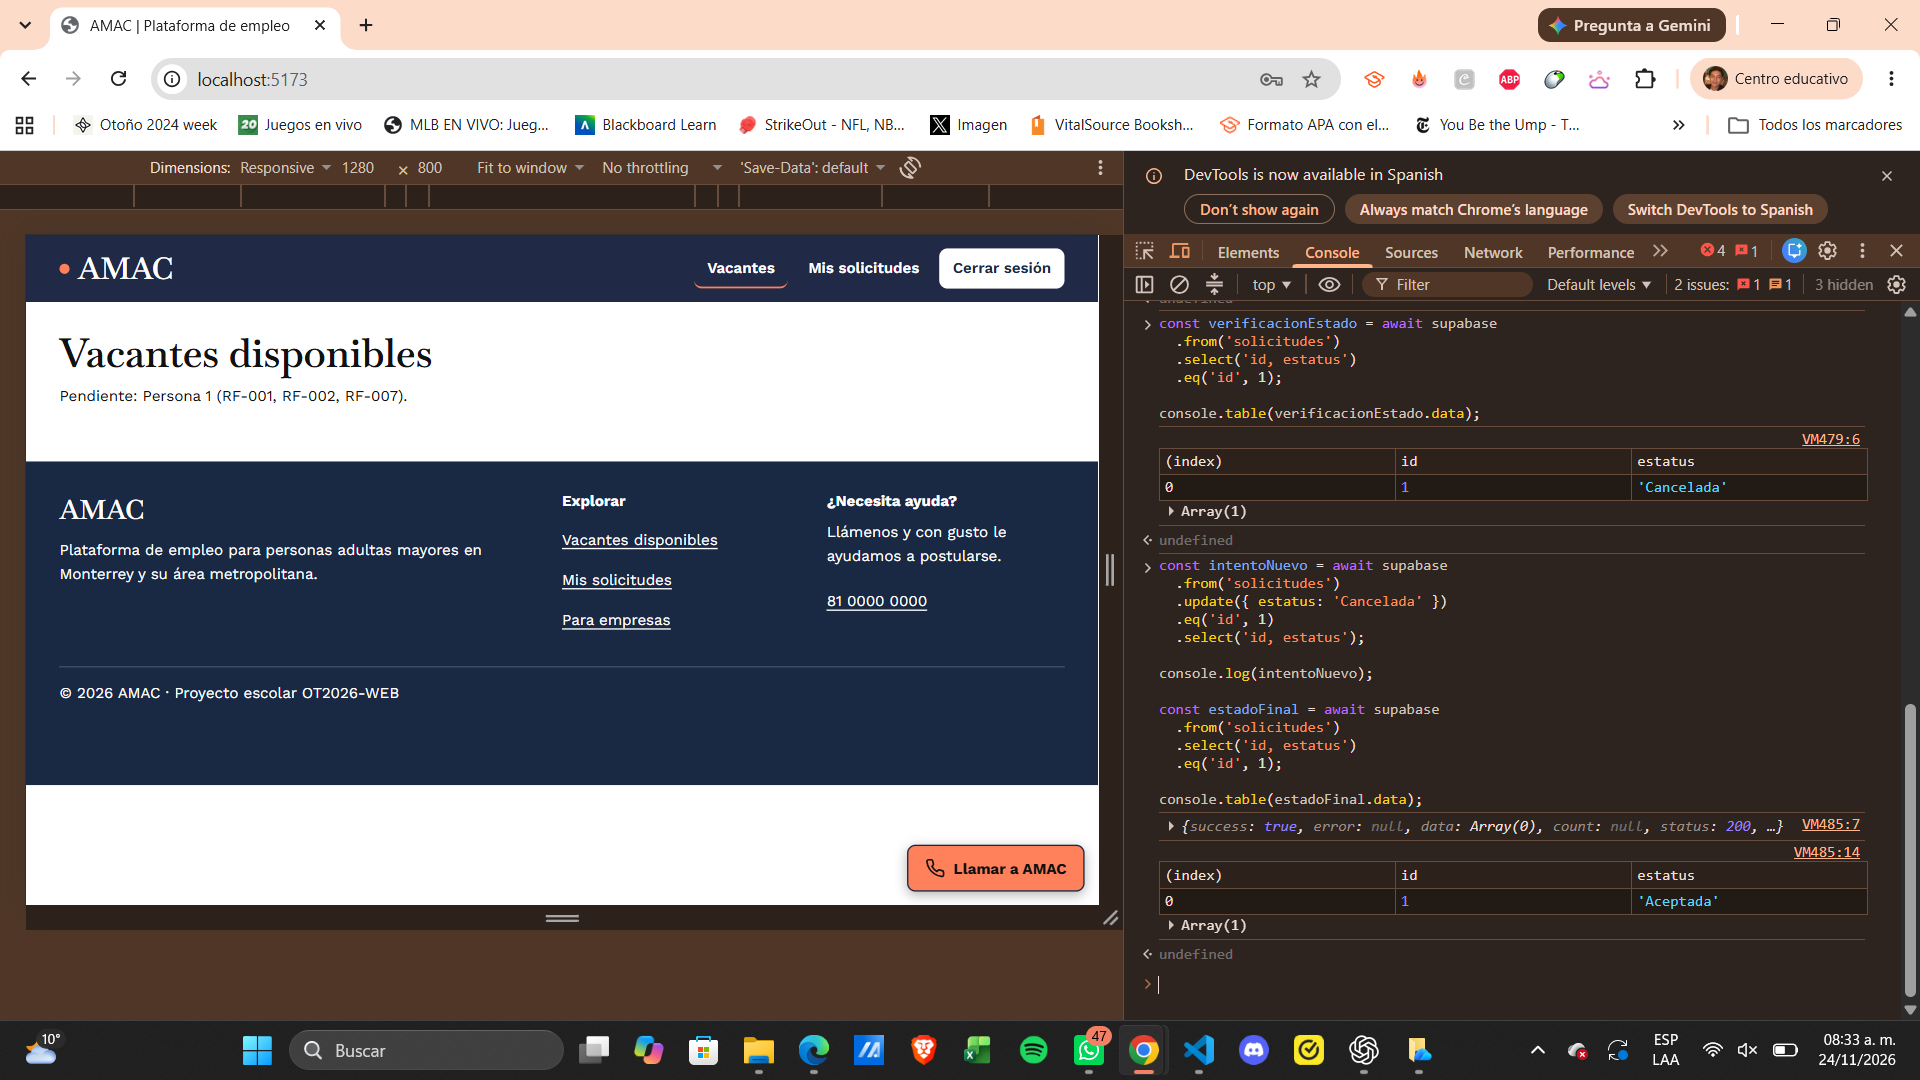 AMAC | Plataforma de empleo
Pregunta a Gemini
localhost:5173
ABP
Centro educativo
Otoño 2024 week
20
Juegos en vivo
MLB EN VIVO: Jueg...
Blackboard Learn
StrikeOut - NFL, NB...
Imagen
VitalSource Booksh...
Formato APA con el...
You Be the Ump - T...
»
Todos los marcadores
Dimensions: Responsive 1280 × 800 Fit to window No throttling 'Save-Data': default
DevTools is now available in Spanish
Don't show again
Always match Chrome's language
Switch DevTools to Spanish
Elements Console Sources Network Performance » 4 1
top Filter Default levels 2 issues: 1 1 3 hidden
AMAC
Vacantes
Mis solicitudes
Cerrar sesión
Vacantes disponibles
Pendiente: Persona 1 (RF-001, RF-002, RF-007).
AMAC
Plataforma de empleo para personas adultas mayores en
Monterrey y su área metropolitana.
Explorar
Vacantes disponibles
Mis solicitudes
Para empresas
¿Necesita ayuda?
Llámenos y con gusto le
ayudamos a postularse.
81 0000 0000
© 2026 AMAC · Proyecto escolar OT2026-WEB
Llamar a AMAC
undefined
const verificacionEstado = await supabase
.from('solicitudes')
.select('id, estatus')
.eq('id', 1);
console.table(verificacionEstado.data);
VM479:6
(index) id estatus
0 1 'Cancelada'
Array(1)
undefined
const intentoNuevo = await supabase
.from('solicitudes')
.update({ estatus: 'Cancelada' })
.eq('id', 1)
.select('id, estatus');
console.log(intentoNuevo);
const estadoFinal = await supabase
.from('solicitudes')
.select('id, estatus')
.eq('id', 1);
console.table(estadoFinal.data);
{success: true, error: null, data: Array(0), count: null, status: 200, …} VM485:7
VM485:14
(index) id estatus
0 1 'Aceptada'
Array(1)
undefined
10°
Buscar
47
ESP
LAA
08:33 a. m.
24/11/2026